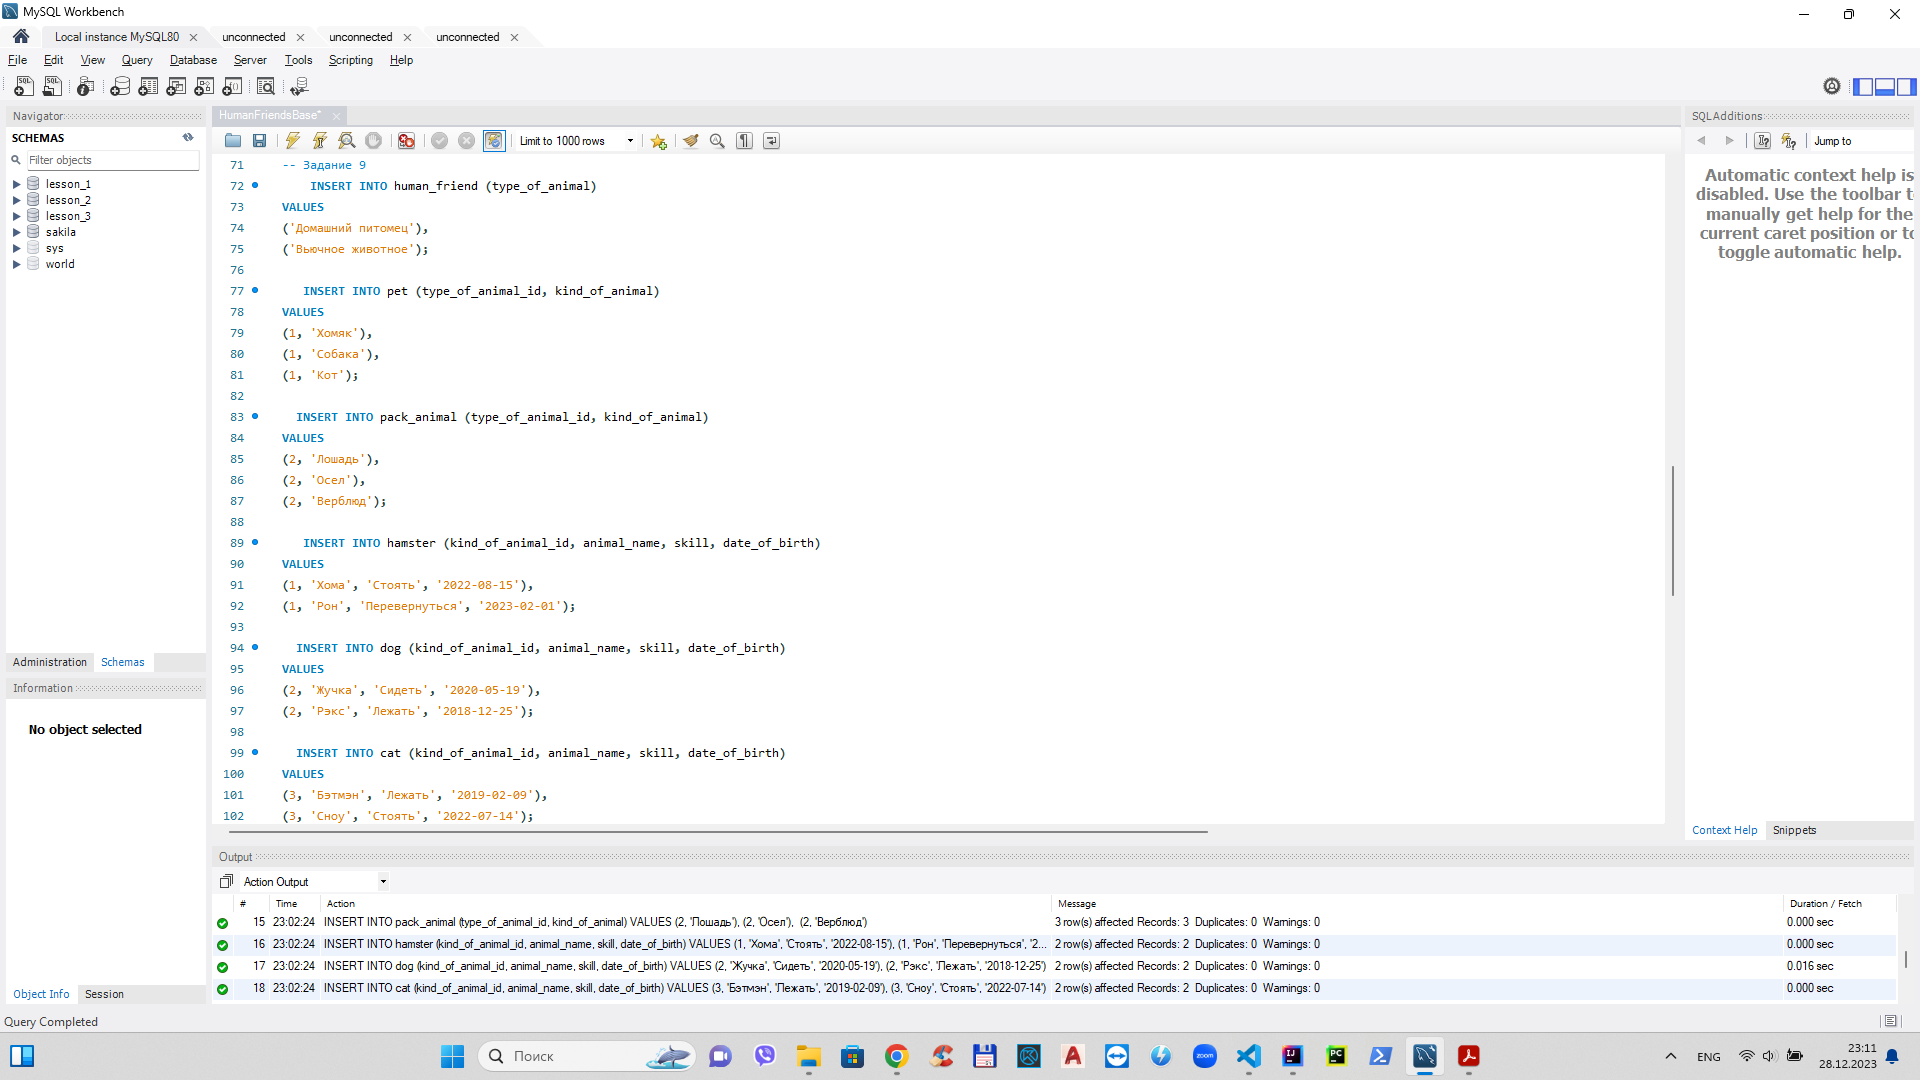 MySQL Workbench
Local instance MySQL80
unconnected
unconnected
unconnected
File Edit View Query Database Server Tools Scripting Help
Navigator
SCHEMAS
Filter objects
lesson_1
lesson_2
lesson_3
sakila
sys
world
Administration Schemas
Information
No object selected
Object Info Session
HumanFriendsBase*
Limit to 1000 rows
71 -- Задание 9
72 INSERT INTO human_friend (type_of_animal)
73 VALUES
74 ('Домашний питомец'),
75 ('Вьючное животное');
76
77 INSERT INTO pet (type_of_animal_id, kind_of_animal)
78 VALUES
79 (1, 'Хомяк'),
80 (1, 'Собака'),
81 (1, 'Кот');
82
83 INSERT INTO pack_animal (type_of_animal_id, kind_of_animal)
84 VALUES
85 (2, 'Лошадь'),
86 (2, 'Осел'),
87 (2, 'Верблюд');
88
89 INSERT INTO hamster (kind_of_animal_id, animal_name, skill, date_of_birth)
90 VALUES
91 (1, 'Хома', 'Стоять', '2022-08-15'),
92 (1, 'Рон', 'Перевернуться', '2023-02-01');
93
94 INSERT INTO dog (kind_of_animal_id, animal_name, skill, date_of_birth)
95 VALUES
96 (2, 'Жучка', 'Сидеть', '2020-05-19'),
97 (2, 'Рэкс', 'Лежать', '2018-12-25');
98
99 INSERT INTO cat (kind_of_animal_id, animal_name, skill, date_of_birth)
100 VALUES
101 (3, 'Бэтмэн', 'Лежать', '2019-02-09'),
102 (3, 'Сноу', 'Стоять', '2022-07-14');
SQLAdditions
Jump to
Automatic context help is
disabled. Use the toolbar t
manually get help for the
current caret position or to
toggle automatic help.
Context Help Snippets
Output
Action Output
# Time Action Message Duration / Fetch
15 23:02:24 INSERT INTO pack_animal (type_of_animal_id, kind_of_animal) VALUES (2, 'Лошадь'), (2, 'Осел'), (2, 'Верблюд') 3 row(s) affected Records: 3 Duplicates: 0 Warnings: 0 0.000 sec
16 23:02:24 INSERT INTO hamster (kind_of_animal_id, animal_name, skill, date_of_birth) VALUES (1, 'Хома', 'Стоять', '2022-08-15'), (1, 'Рон', 'Перевернуться', '2... 2 row(s) affected Records: 2 Duplicates: 0 Warnings: 0 0.000 sec
17 23:02:24 INSERT INTO dog (kind_of_animal_id, animal_name, skill, date_of_birth) VALUES (2, 'Жучка', 'Сидеть', '2020-05-19'), (2, 'Рэкс', 'Лежать', '2018-12-25') 2 row(s) affected Records: 2 Duplicates: 0 Warnings: 0 0.016 sec
18 23:02:24 INSERT INTO cat (kind_of_animal_id, animal_name, skill, date_of_birth) VALUES (3, 'Бэтмэн', 'Лежать', '2019-02-09'), (3, 'Сноу', 'Стоять', '2022-07-14') 2 row(s) affected Records: 2 Duplicates: 0 Warnings: 0 0.000 sec
Query Completed
Поиск
zoom
ENG
23:11
28.12.2023